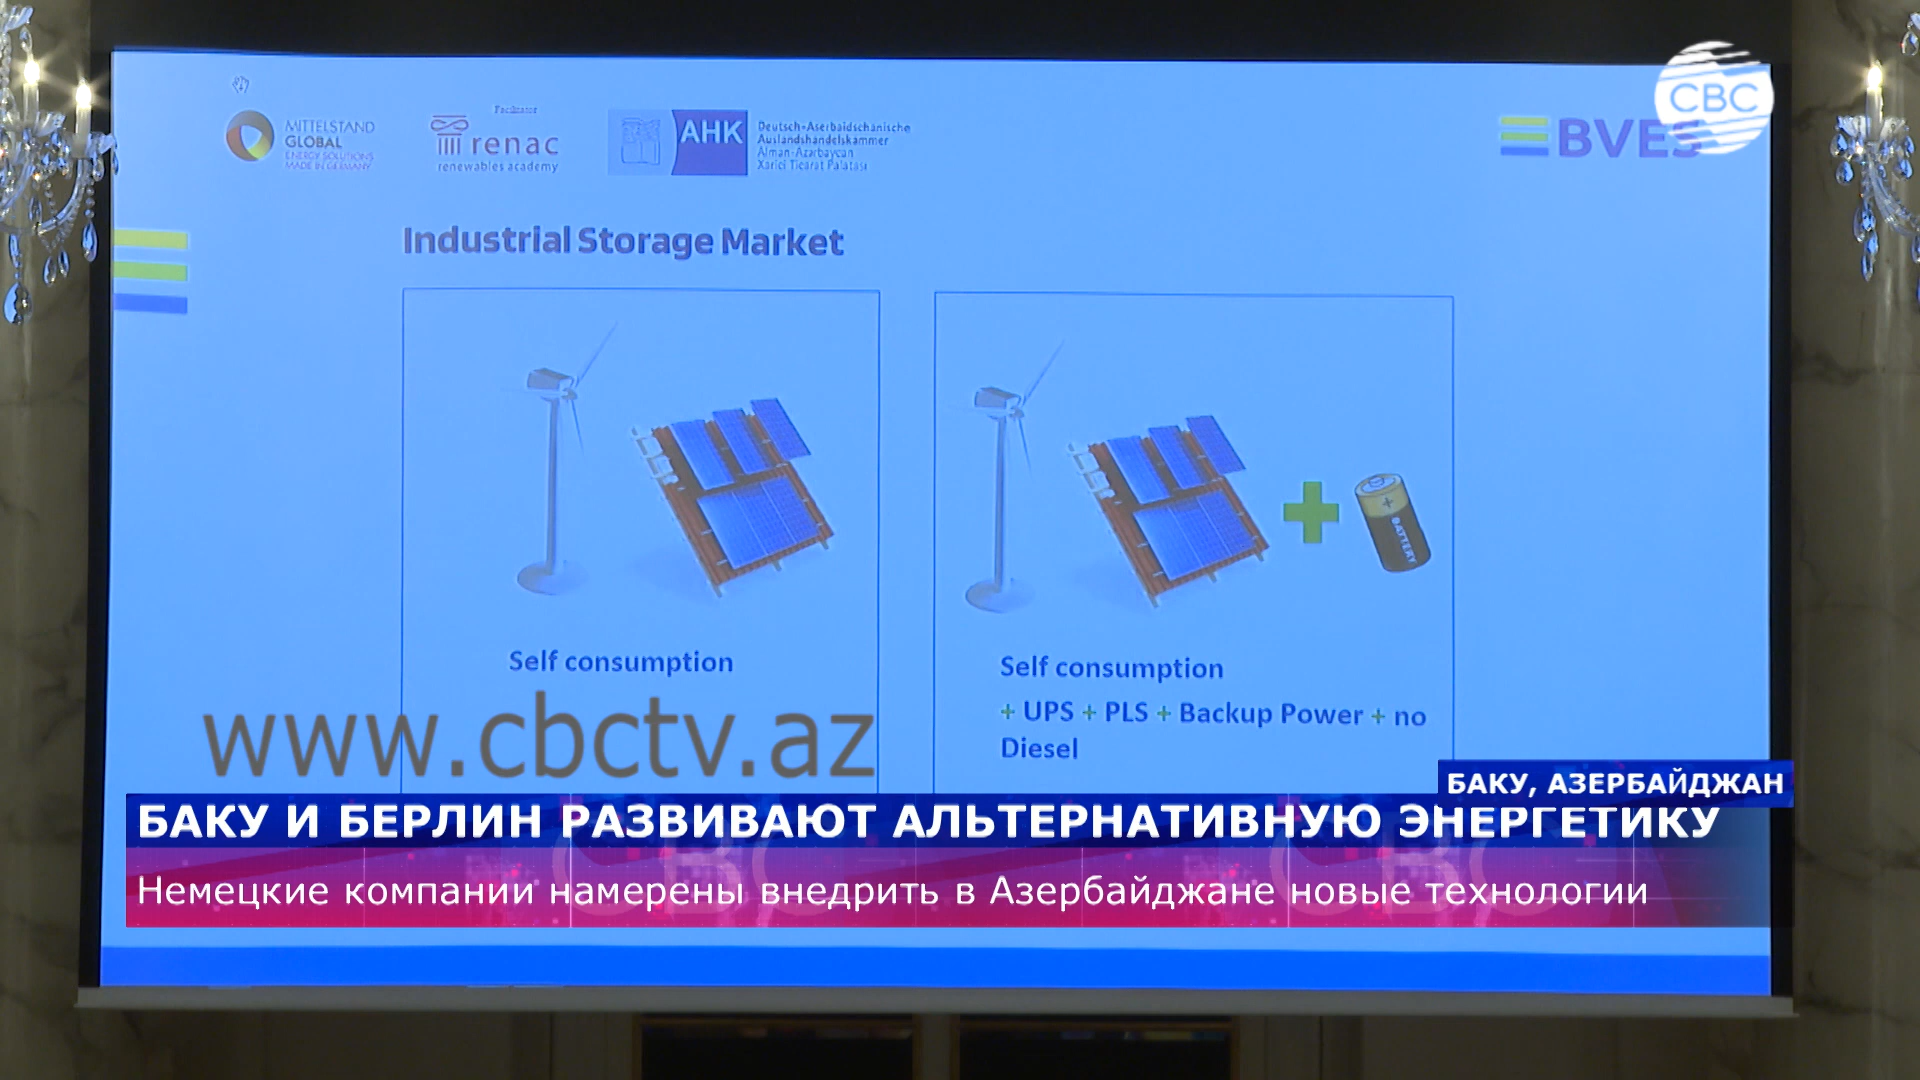 CBC
MITTELSTAND
GLOBAL
ENERGY SOLUTIONS
MADE IN GERMANY
Facilitator
renac
renewables academy
AHK
Deutsch-Aserbaidschanische
Auslandshandelskammer
Alman-Azərbaycan
Xarici Ticarət Palatası
BVES
Industrial Storage Market
BATTERY
Self consumption
Self consumption
+ UPS + PLS + Backup Power + no
Diesel
www.cbctv.az
БАКУ, АЗЕРБАЙДЖАН
БАКУ И БЕРЛИН РАЗВИВАЮТ АЛЬТЕРНАТИВНУЮ ЭНЕРГЕТИКУ
Немецкие компании намерены внедрить в Азербайджане новые технологии